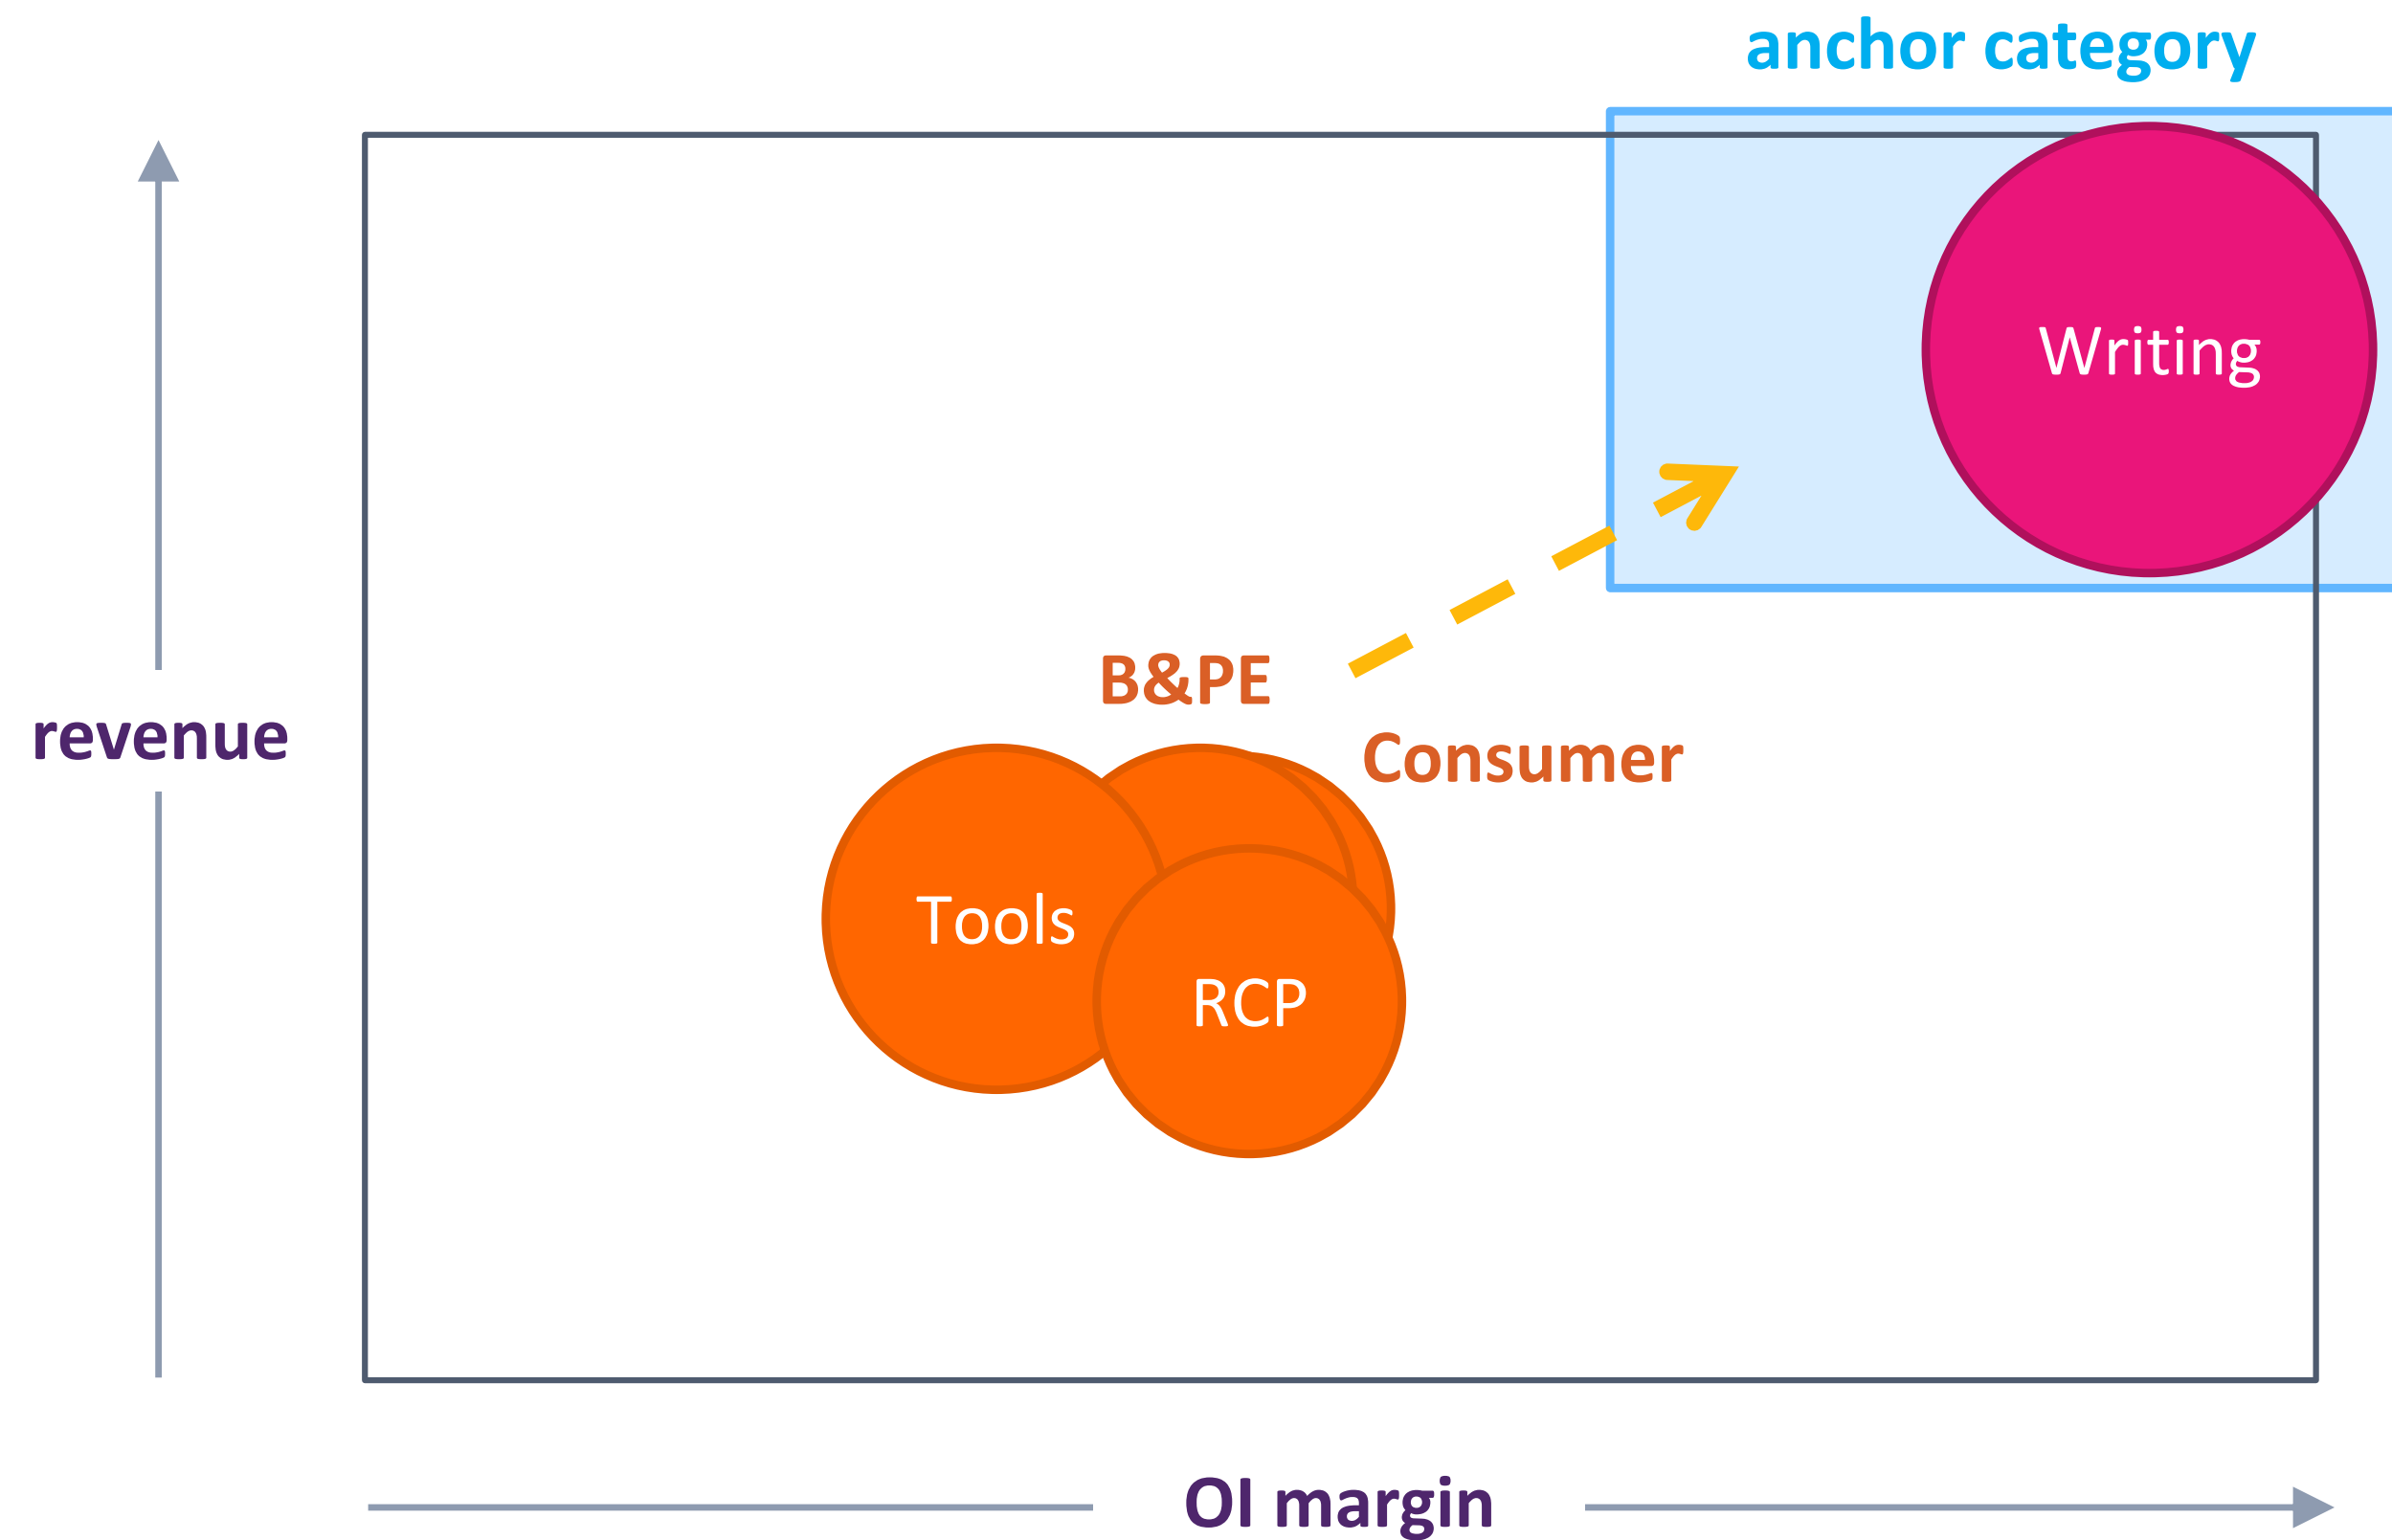 anchor category
Writing
B&PE
revenue
Consumer
Tools
RCP
OI margin